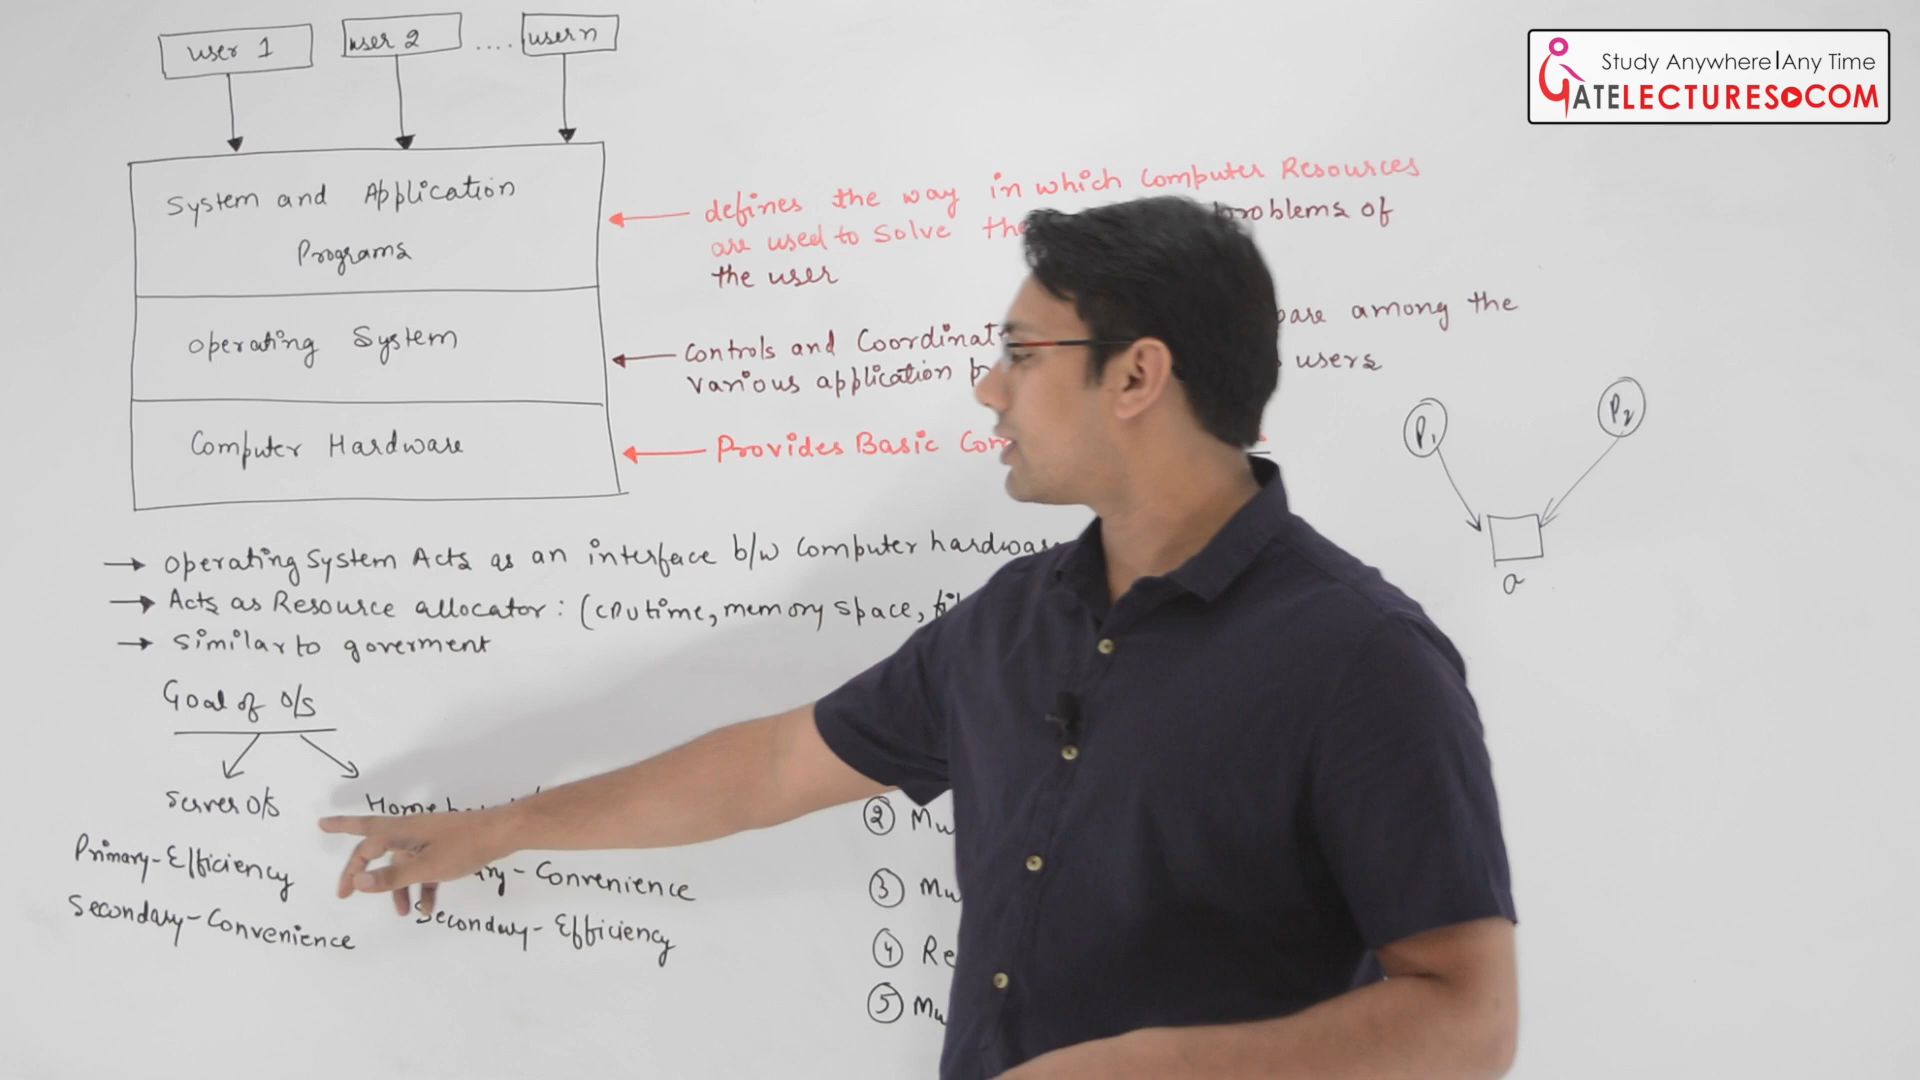 user 1
user 2
....
user n
Study Anywhere|Any Time
GATELECTURES.COM
System and Application
Programs
defines the way in which Computer Resources
are used to solve the problems of
the user
operating System
Controls and Coordinat among the
various application users
Computer Hardware
Provides Basic
P1
P2
a
→ operating System Acts as an interface b/w Computer hardware
→ Acts as Resource allocator: (CPU time, memory space,
→ Similar to goverment
Goal of O/S
Server O/S
Primary-Efficiency
- Convenience
Secondary-Convenience
Secondary- Efficiency
② Mu
③ Mu
④ Re
⑤ Mu